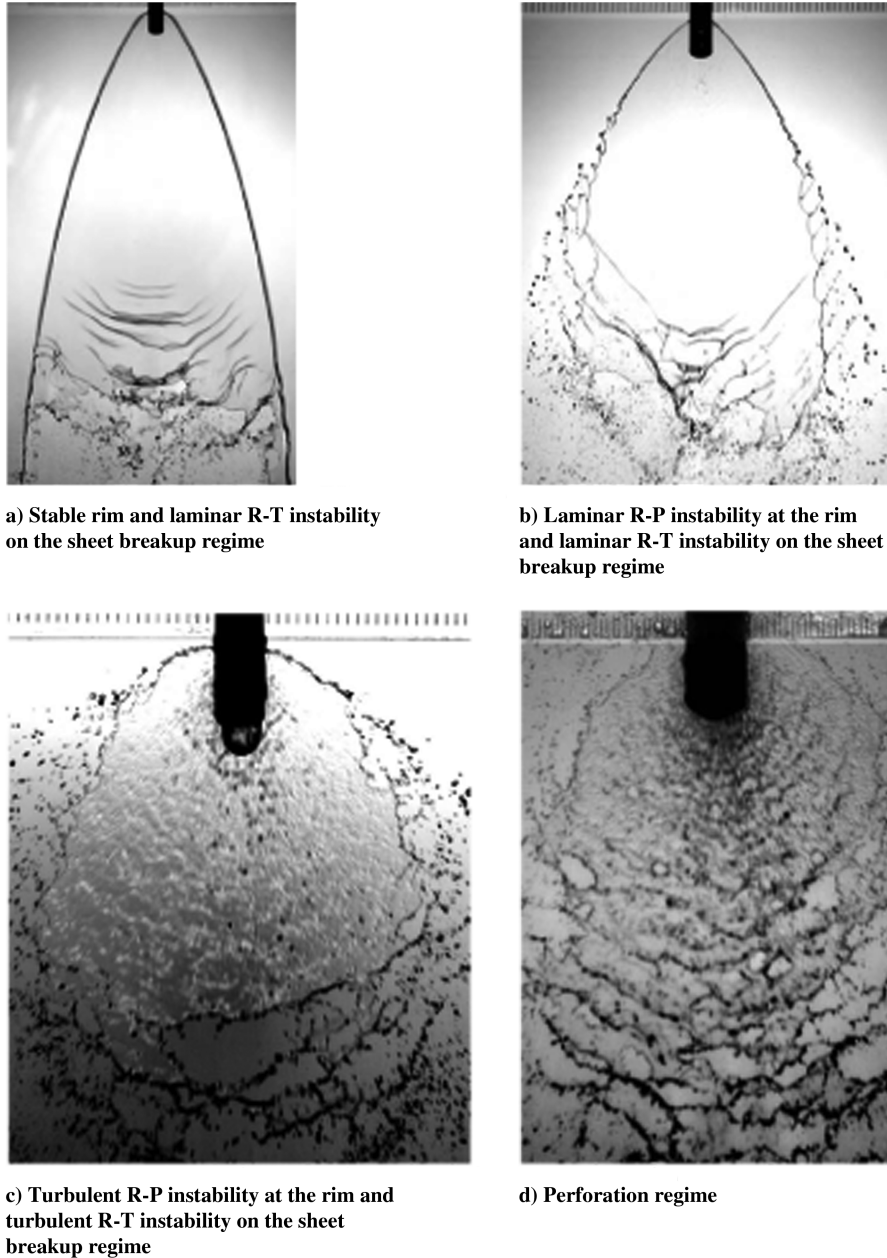 a) Stable rim and laminar R-T instability
on the sheet breakup regime
b) Laminar R-P instability at the rim
and laminar R-T instability on the sheet
breakup regime
c) Turbulent R-P instability at the rim and
turbulent R-T instability on the sheet
breakup regime
d) Perforation regime